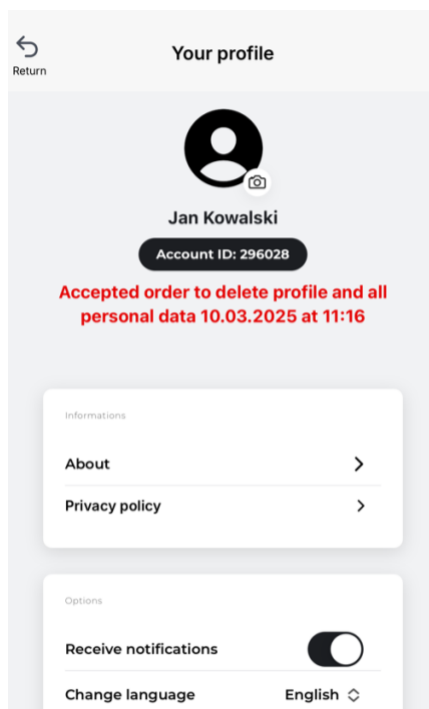 Your profile
Return
Jan Kowalski
Account ID: 296028
Accepted order to delete profile and all
personal data 10.03.2025 at 11:16
Informations
About
Privacy policy
Options
Receive notifications
Change language English